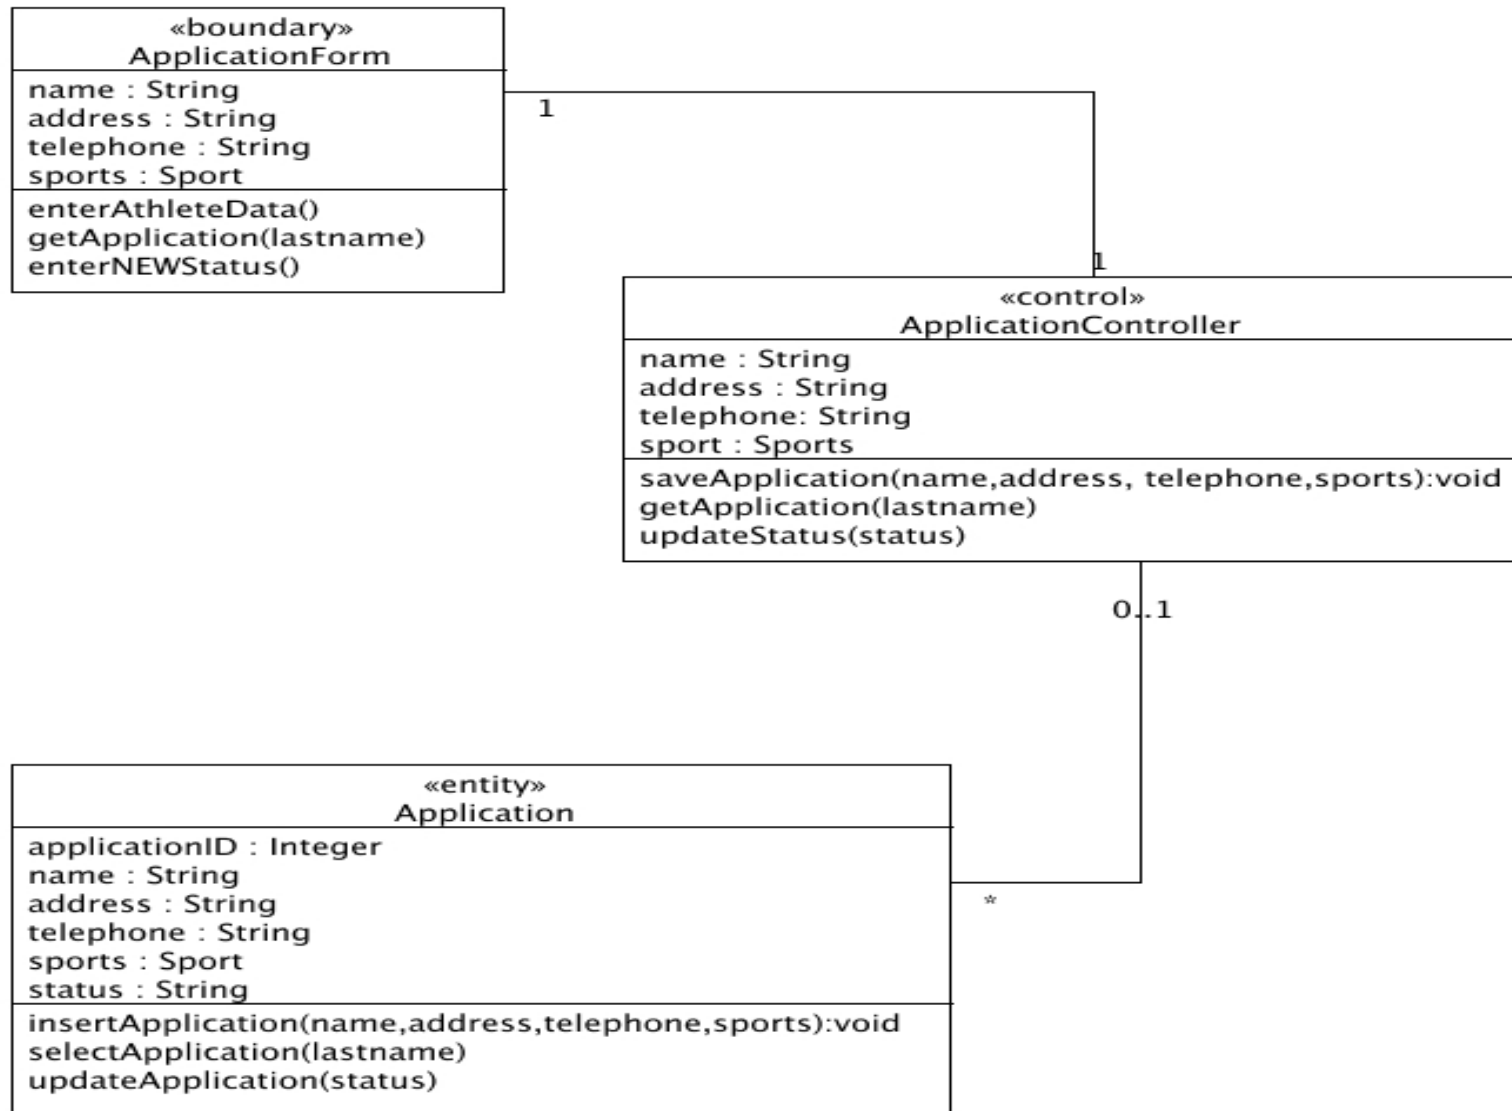 «boundary»
ApplicationForm
name : String
address : String
telephone : String
sports : Sport
enterAthleteData()
getApplication(lastname)
enterNEWStatus()
1
1
«control»
ApplicationController
name : String
address : String
telephone: String
sport : Sports
saveApplication(name,address, telephone,sports):void
getApplication(lastname)
updateStatus(status)
0..1
«entity»
Application
applicationID : Integer
name : String
address : String
telephone : String
sports : Sport
status : String
*
insertApplication(name,address,telephone,sports):void
selectApplication(lastname)
updateApplication(status)